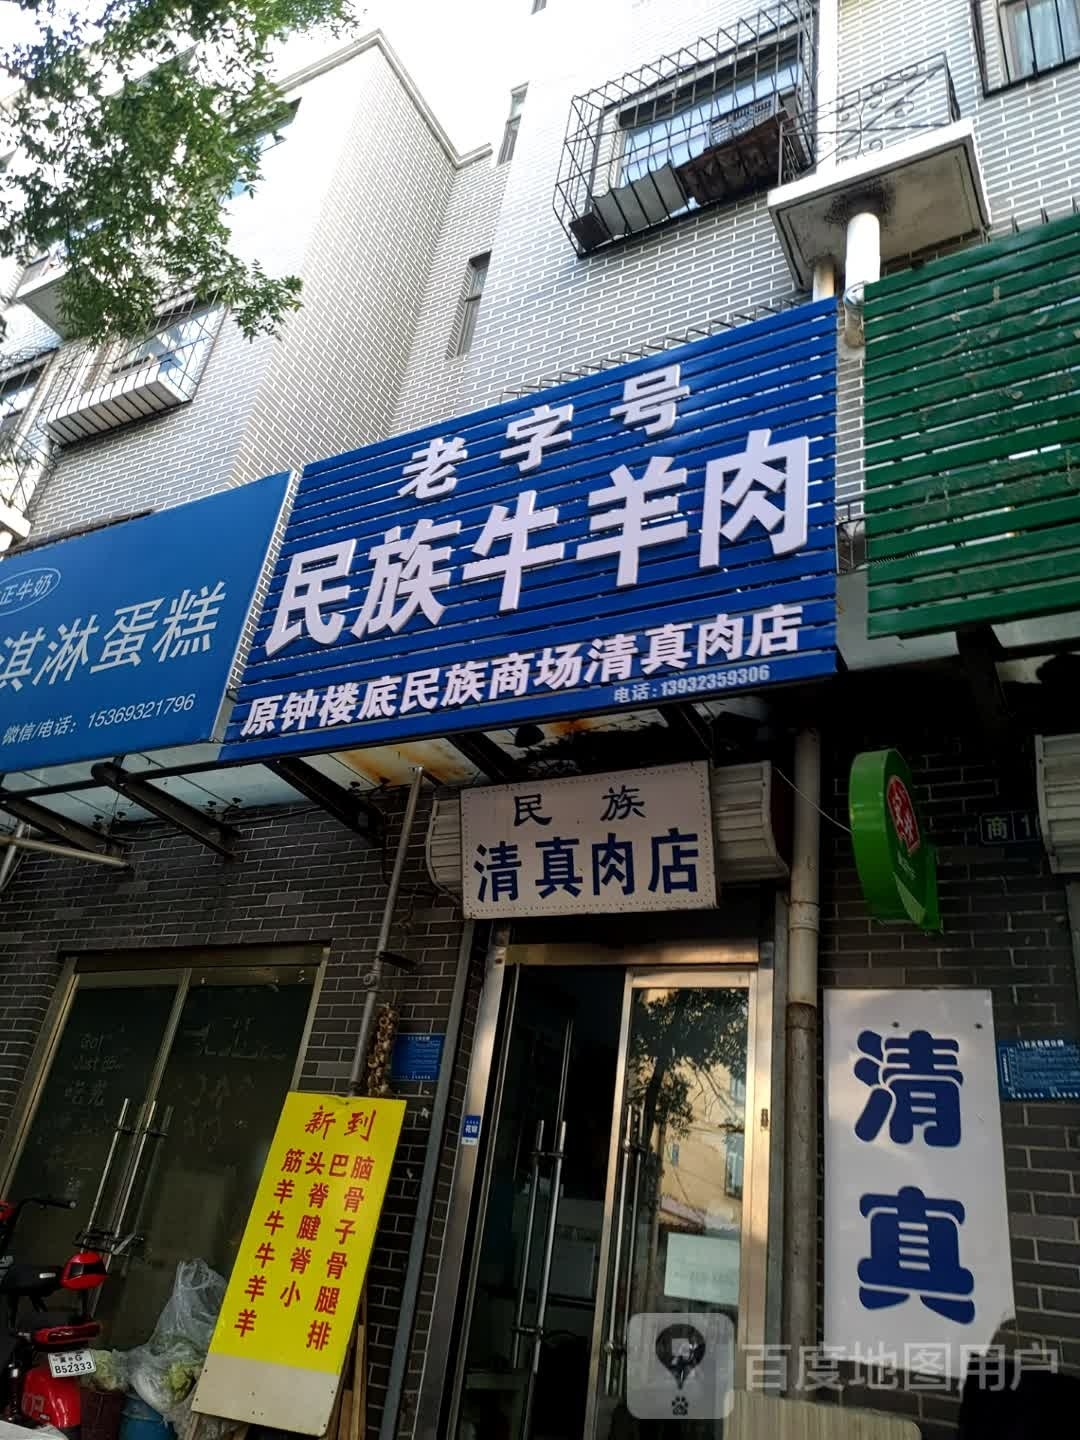 老字号
民族牛羊肉
原钟楼底民族商场清真肉店
电话:13932359306
正牛奶
淇淋蛋糕
微信/电话: 15369321796
民族
清真肉店
商1
清真
新到
筋头巴脑
羊脊骨
牛腱子
牛脊骨
羊小腿
羊排
B52333
百度地图用户